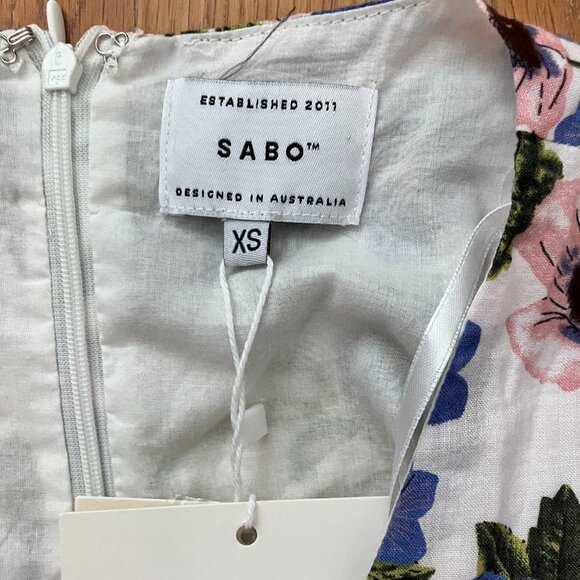 ESTABLISHED 2011
SABO™
DESIGNED IN AUSTRALIA
XS